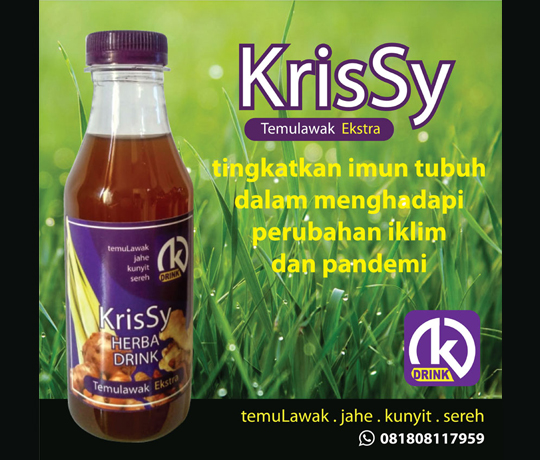 KrisSy
Temulawak Ekstra
tingkatkan imun tubuh
dalam menghadapi
perubahan iklim
dan pandemi
temuLawak
jahe
kunyit
sereh
k
DRINK
KrisSy
HERBA
DRINK
Temulawak Ekstra
k
DRINK
temuLawak . jahe . kunyit . sereh
081808117959